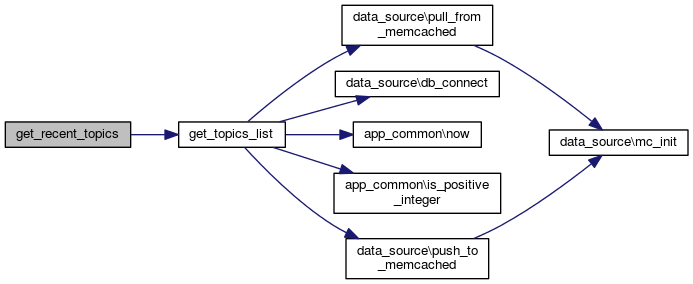 get_recent_topics
get_topics_list
data_source\pull_from
_memcached
data_source\db_connect
app_common\now
app_common\is_positive
_integer
data_source\push_to
_memcached
data_source\mc_init